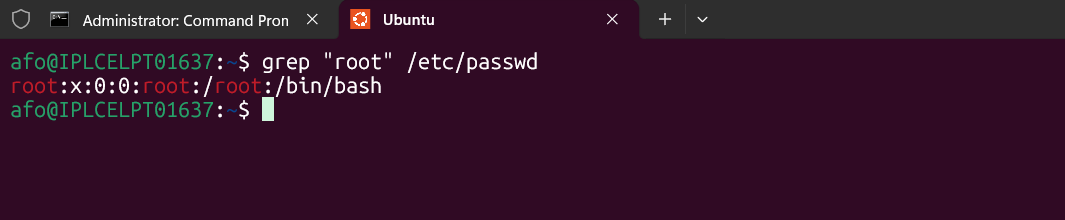 Administrator: Command Pron
Ubuntu
afo@IPLCELPT01637:~$ grep "root" /etc/passwd
root:x:0:0:root:/root:/bin/bash
afo@IPLCELPT01637:~$